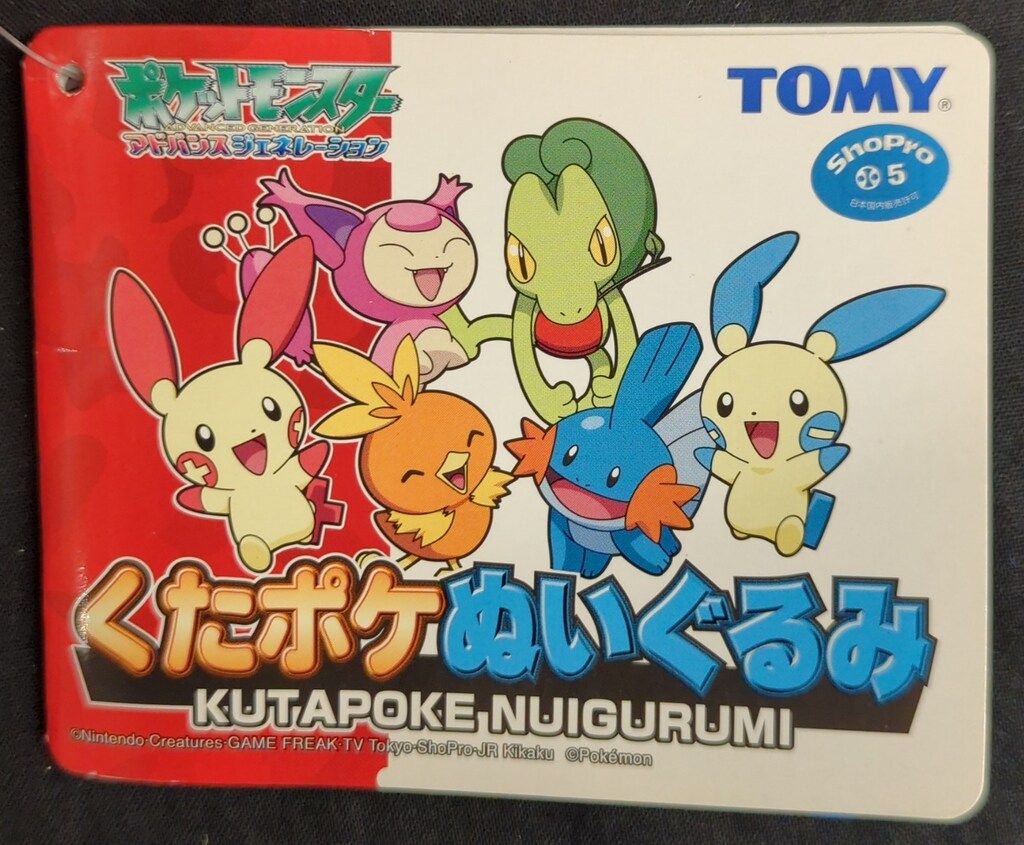 ポケットモンスター
ADVANCED GENERATION
アドバンスジェネレーション
TOMY®
ShoPro
5
日本国内販売許可
くたポケぬいぐるみ
KUTAPOKE NUIGURUMI
©Nintendo·Creatures·GAME FREAK·TV Tokyo·ShoPro·JR Kikaku ©Pokémon